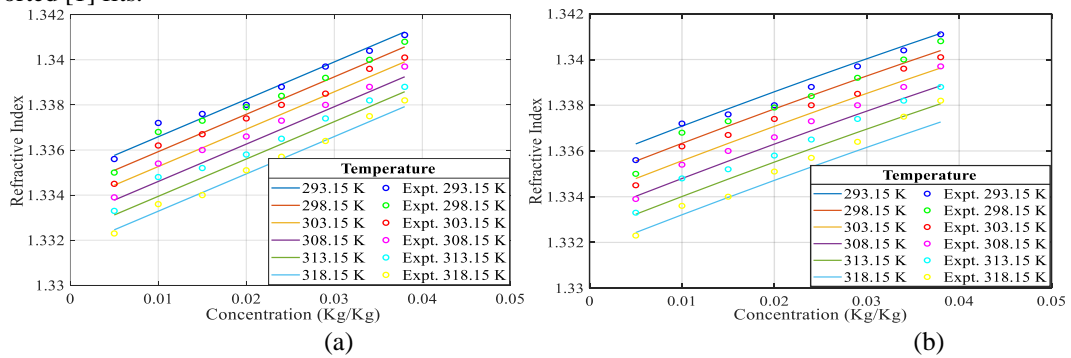 [1] fits.
1.342
1.34
1.338
1.336
1.334
1.332
1.33
Refractive Index
0
0.01
0.02
0.03
0.04
0.05
Concentration (Kg/Kg)
Temperature
293.15 K Expt. 293.15 K
298.15 K Expt. 298.15 K
303.15 K Expt. 303.15 K
308.15 K Expt. 308.15 K
313.15 K Expt. 313.15 K
318.15 K Expt. 318.15 K
(a)
1.342
1.34
1.338
1.336
1.334
1.332
1.33
Refractive Index
0
0.01
0.02
0.03
0.04
0.05
Concentration (Kg/Kg)
Temperature
293.15 K Expt. 293.15 K
298.15 K Expt. 298.15 K
303.15 K Expt. 303.15 K
308.15 K Expt. 308.15 K
313.15 K Expt. 313.15 K
318.15 K Expt. 318.15 K
(b)